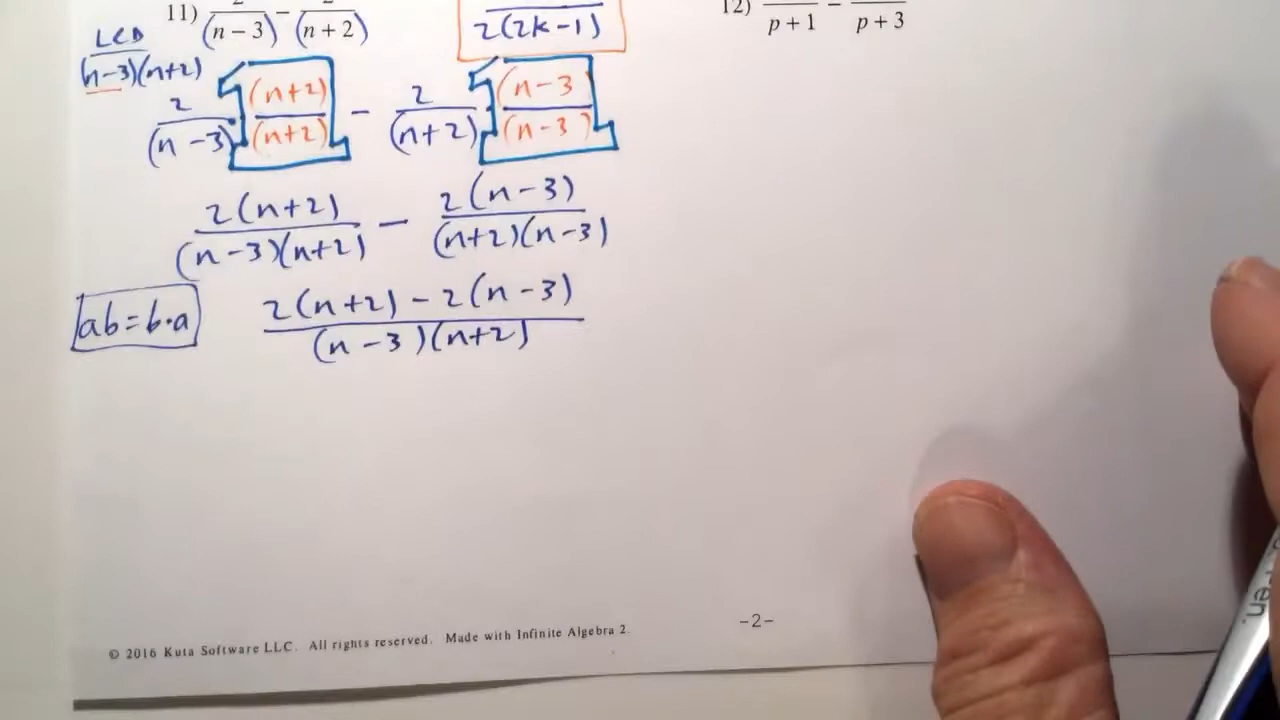 11) 2/(n − 3) − 2/(n + 2)
2(2k−1)
12) p + 1 − p + 3
LCD
(n−3)(n+2)
2/(n−3) · (n+2)/(n+2) − 2/(n+2) · (n−3)/(n−3)
2(n+2)/(n−3)(n+2) − 2(n−3)/(n+2)(n−3)
ab=b·a
2(n+2)−2(n−3)/(n−3)(n+2)
-2-
© 2016 Kuta Software LLC. All rights reserved. Made with Infinite Algebra 2.
en.